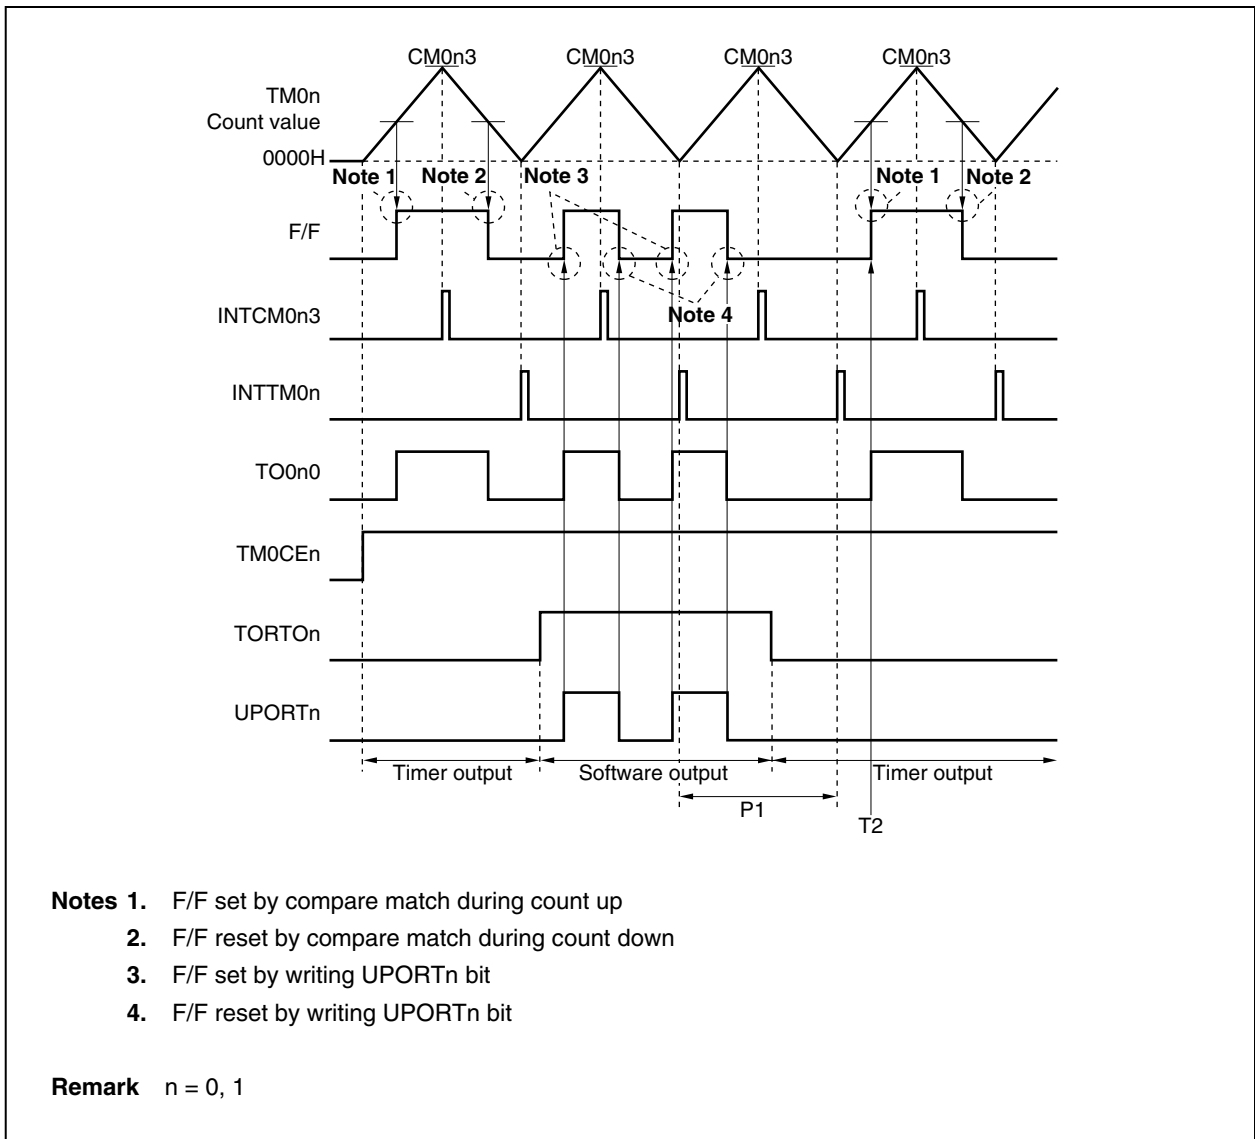 CM0n3 CM0n3 CM0n3 CM0n3
TM0n
Count value
0000H
Note 1 Note 2 Note 3 Note 1 Note 2
F/F
INTCM0n3
Note 4
INTTM0n
TO0n0
TM0CEn
TORTOn
UPORTn
Timer output Software output Timer output
P1
T2
Notes 1. F/F set by compare match during count up
2. F/F reset by compare match during count down
3. F/F set by writing UPORTn bit
4. F/F reset by writing UPORTn bit
Remark n = 0, 1